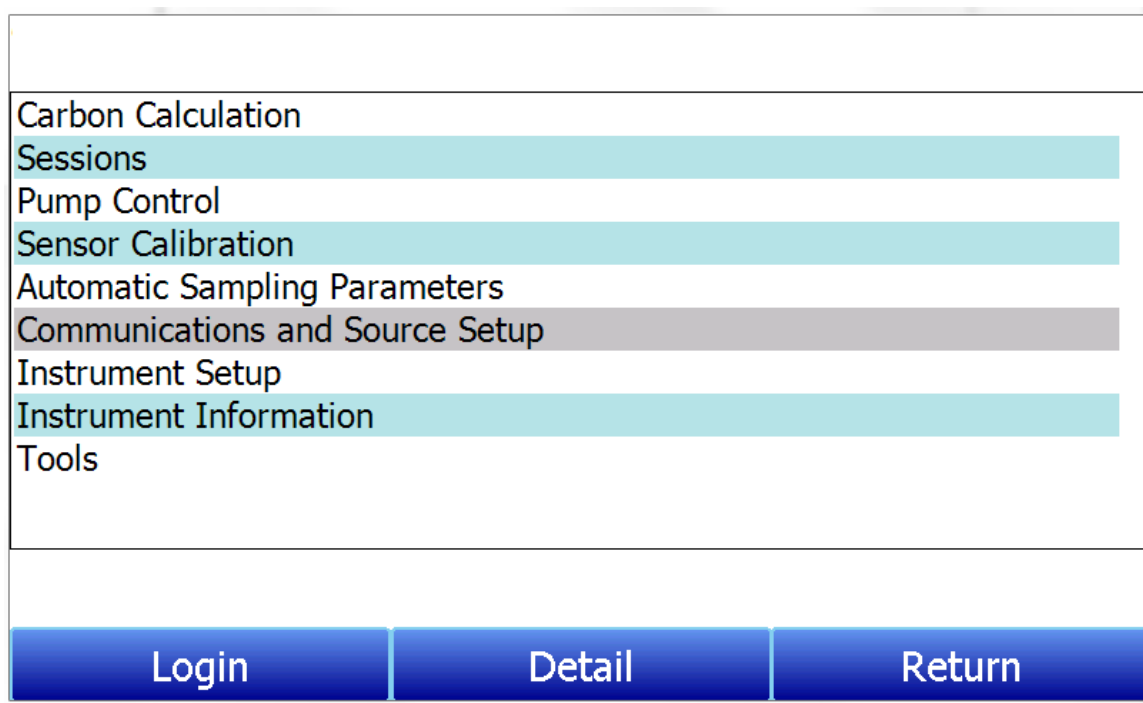 Carbon Calculation
Sessions
Pump Control
Sensor Calibration
Automatic Sampling Parameters
Communications and Source Setup
Instrument Setup
Instrument Information
Tools
Login Detail Return